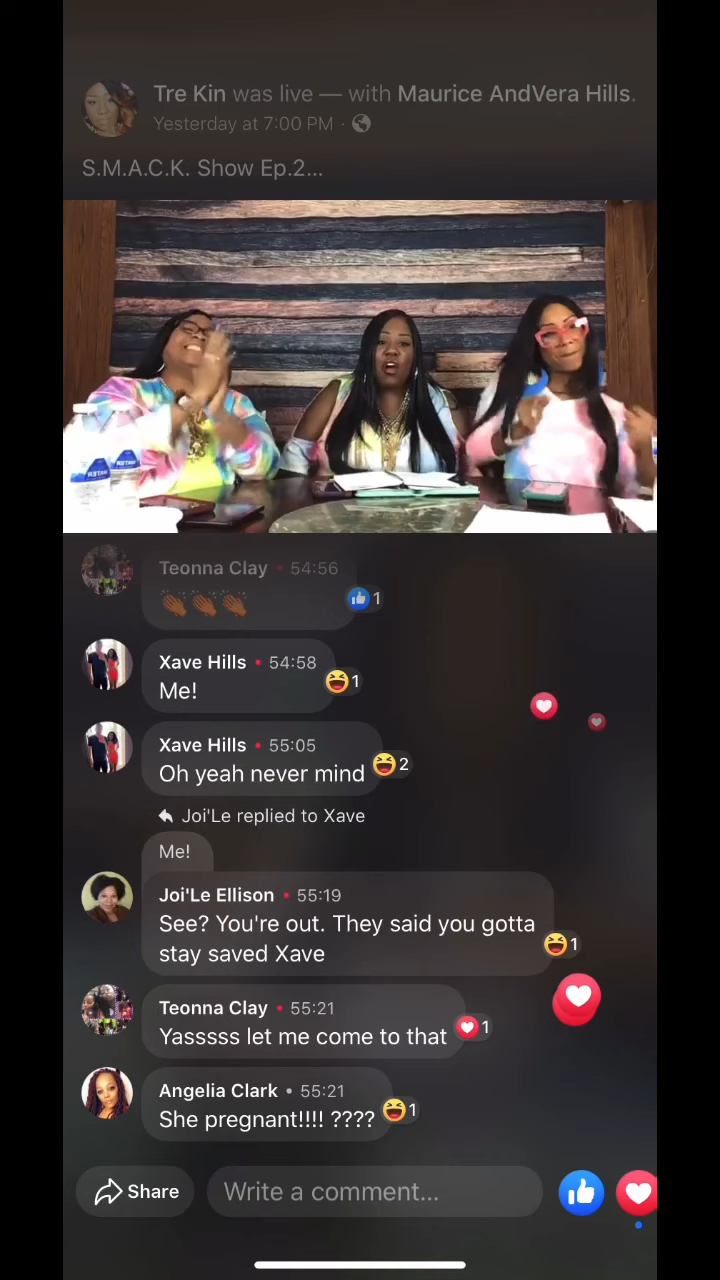 Tre Kin was live — with Maurice AndVera Hills.
Yesterday at 7:00 PM ·
S.M.A.C.K. Show Ep.2...
Teonna Clay • 54:56
👏🏾👏🏾👏🏾
1
Xave Hills • 54:58
Me!
1
Xave Hills • 55:05
Oh yeah never mind
2
Joi'Le replied to Xave
Me!
Joi'Le Ellison • 55:19
See? You're out. They said you gotta
stay saved Xave
1
Teonna Clay • 55:21
Yasssss let me come to that
1
Angelia Clark • 55:21
She pregnant!!!! ????
1
Share
Write a comment...